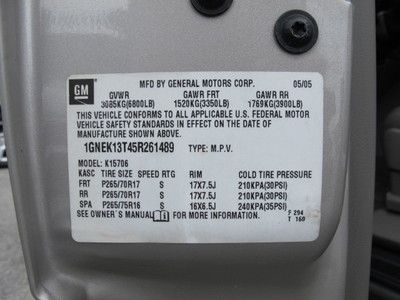 GM
MFD BY GENERAL MOTORS CORP. 05/05
GVWR GAWR FRT GAWR RR
3085KG(6800LB) 1520KG(3350LB) 1769KG(3900LB)
THIS VEHICLE CONFORMS TO ALL APPLICABLE U.S. FEDERAL MOTOR
VEHICLE SAFETY STANDARDS IN EFFECT ON THE DATE OF
MANUFACTURE SHOWN ABOVE.
1GNEK13T45R261489 TYPE: M.P.V.
MODEL: K15706
KASC TIRE SIZE SPEED RTG RIM COLD TIRE PRESSURE
FRT P265/70R17 S 17X7.5J 210KPA(30PSI)
RR P265/70R17 S 17X7.5J 210KPA(30PSI)
SPA P265/75R16 S 16X6.5J 240KPA(35PSI)
SEE OWNER'S MANUAL FOR MORE INFORMATION.
F 294
T 160